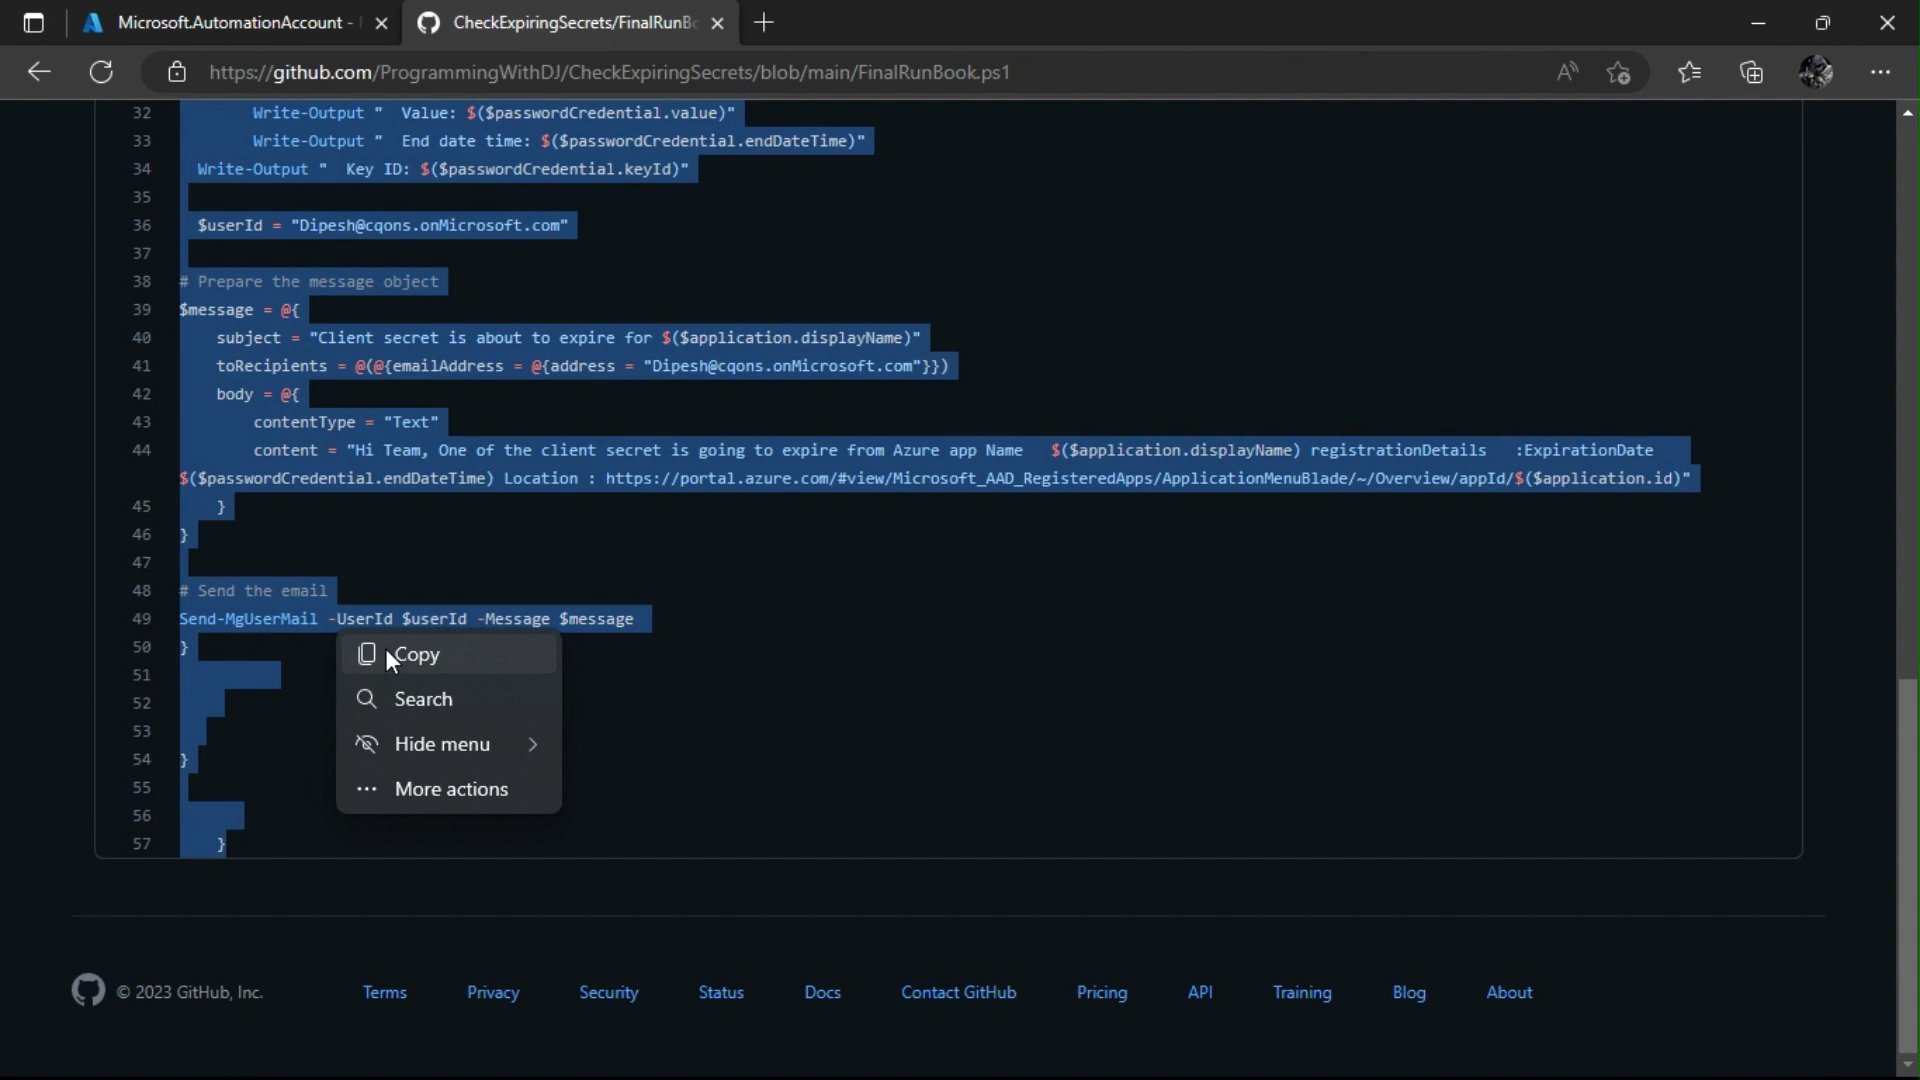 Microsoft.AutomationAccount -
CheckExpiringSecrets/FinalRunB
https://github.com/ProgrammingWithDJ/CheckExpiringSecrets/blob/main/FinalRunBook.ps1
32 Write-Output "  Value: $($passwordCredential.value)"
33 Write-Output "  End date time: $($passwordCredential.endDateTime)"
34 Write-Output "  Key ID: $($passwordCredential.keyId)"
35
36 $userId = "Dipesh@cqons.onMicrosoft.com"
37
38 # Prepare the message object
39 $message = @{
40 subject = "Client secret is about to expire for $($application.displayName)"
41 toRecipients = @(@{emailAddress = @{address = "Dipesh@cqons.onMicrosoft.com"}})
42 body = @{
43 contentType = "Text"
44 content = "Hi Team, One of the client secret is going to expire from Azure app Name   $($application.displayName) registrationDetails   :ExpirationDate
$($passwordCredential.endDateTime) Location : https://portal.azure.com/#view/Microsoft_AAD_RegisteredApps/ApplicationMenuBlade/~/Overview/appId/$($application.id)"
45 }
46 }
47
48 # Send the email
49 Send-MgUserMail -UserId $userId -Message $message
50 }
Copy
51
52
Search
53
Hide menu
54 }
55
More actions
56
57 }
© 2023 GitHub, Inc.
Terms
Privacy
Security
Status
Docs
Contact GitHub
Pricing
API
Training
Blog
About